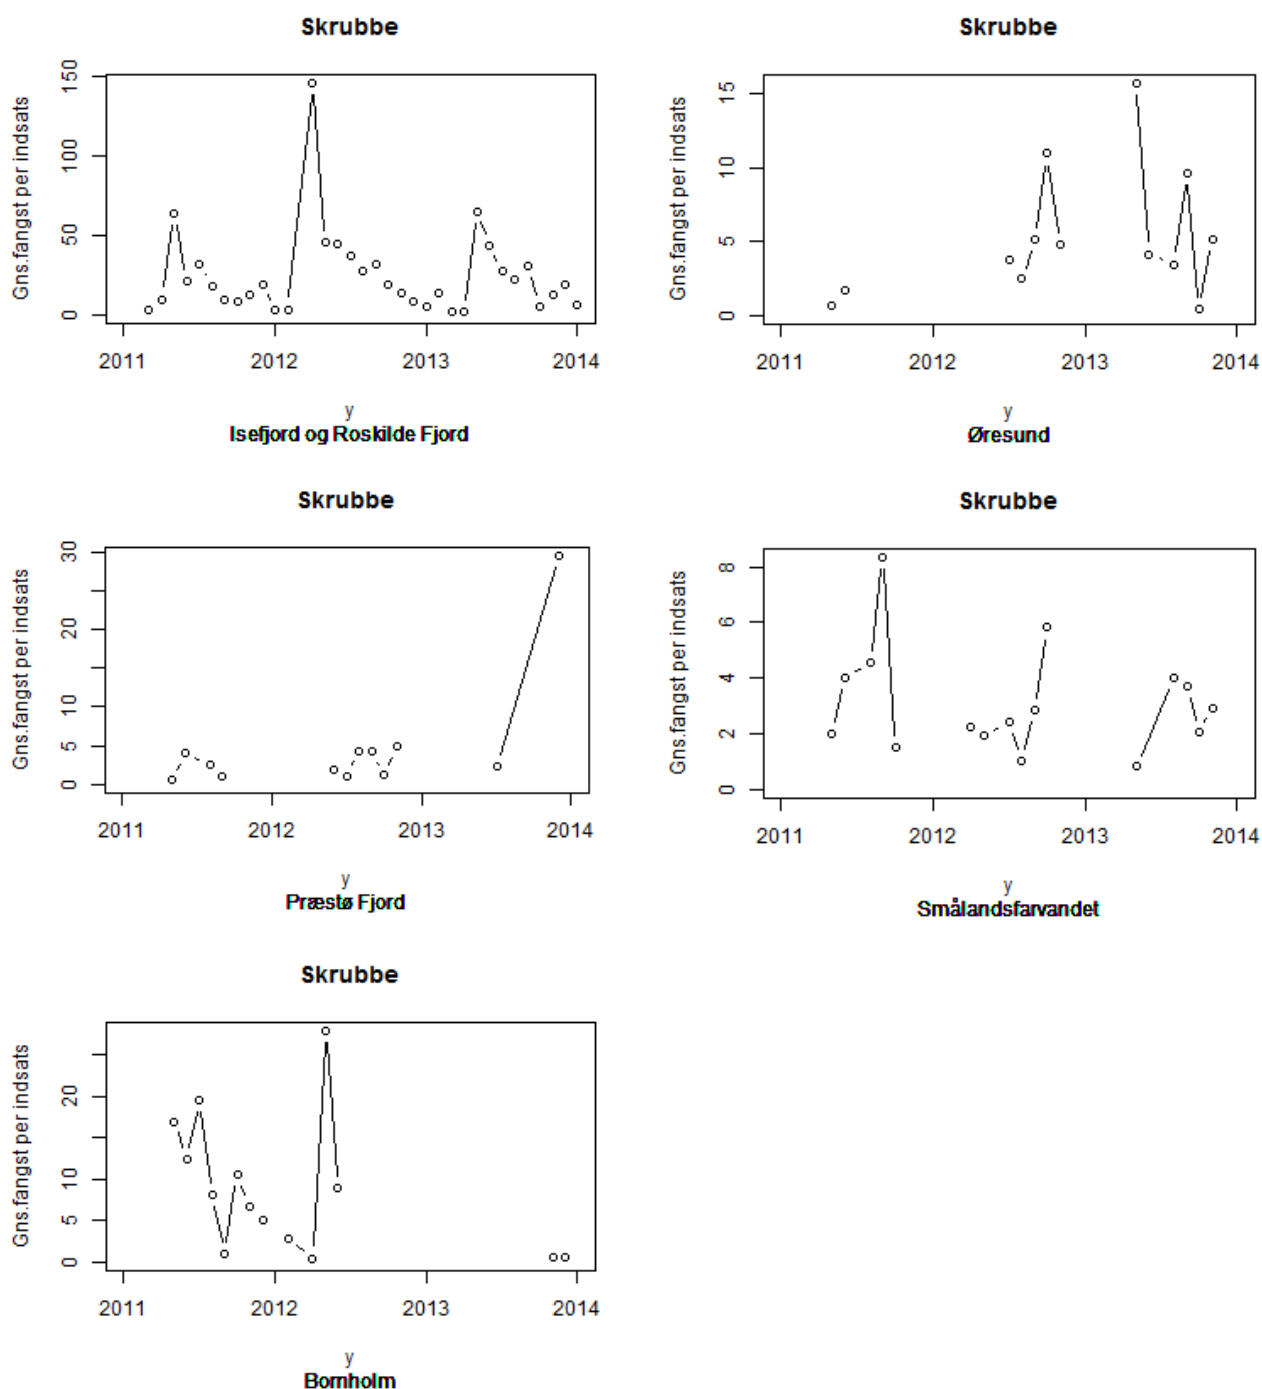 Skrubbe
Gns.fangst per indsats
150
100
50
0
2011 2012 2013 2014
y
Isefjord og Roskilde Fjord
Skrubbe
Gns.fangst per indsats
15
10
5
0
2011 2012 2013 2014
y
Øresund
Skrubbe
Gns.fangst per indsats
30
20
10
5
0
2011 2012 2013 2014
y
Præstø Fjord
Skrubbe
Gns.fangst per indsats
8
6
4
2
0
2011 2012 2013 2014
y
Smålandsfarvandet
Skrubbe
Gns.fangst per indsats
20
10
5
0
2011 2012 2013 2014
y
Bornholm